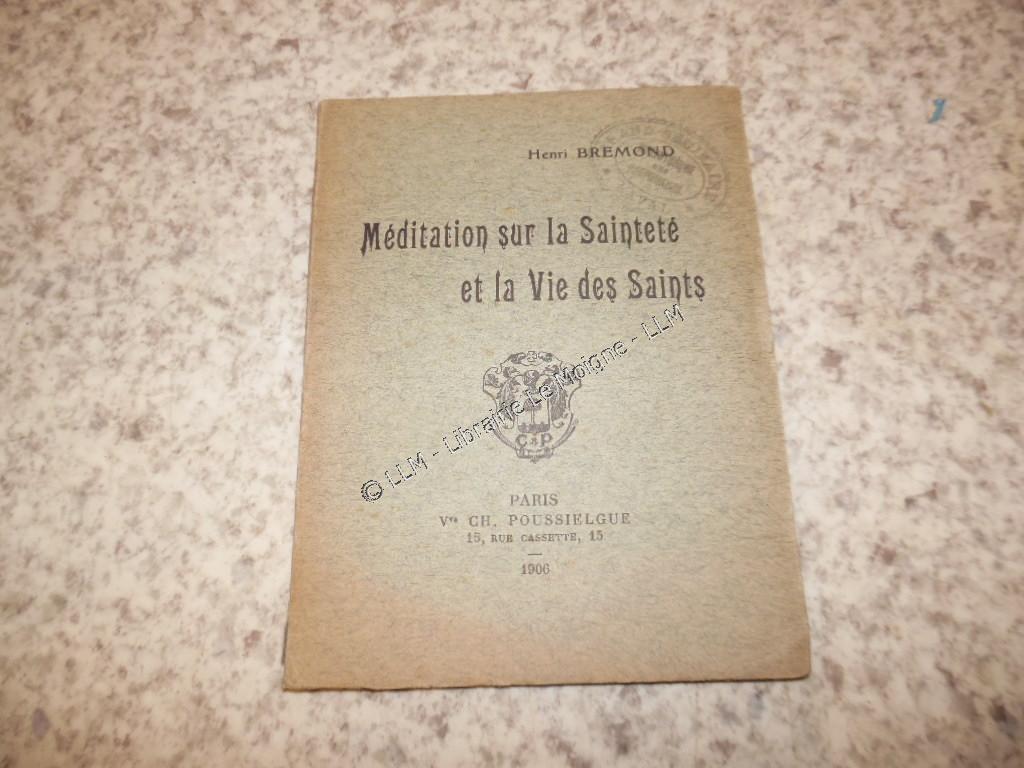 Henri BREMOND
Méditation sur la Sainteté
et la Vie des Saints
© LLM - Librairie Le Moigne - LLM
C P
PARIS
Vve CH. POUSSIELGUE
15, RUE CASSETTE, 15
1906